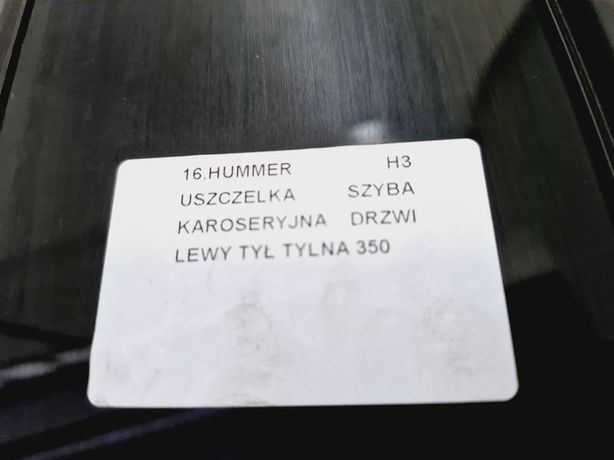 16.HUMMER H3
USZCZELKA SZYBA
KAROSERYJNA DRZWI
LEWY TYŁ TYLNA 350